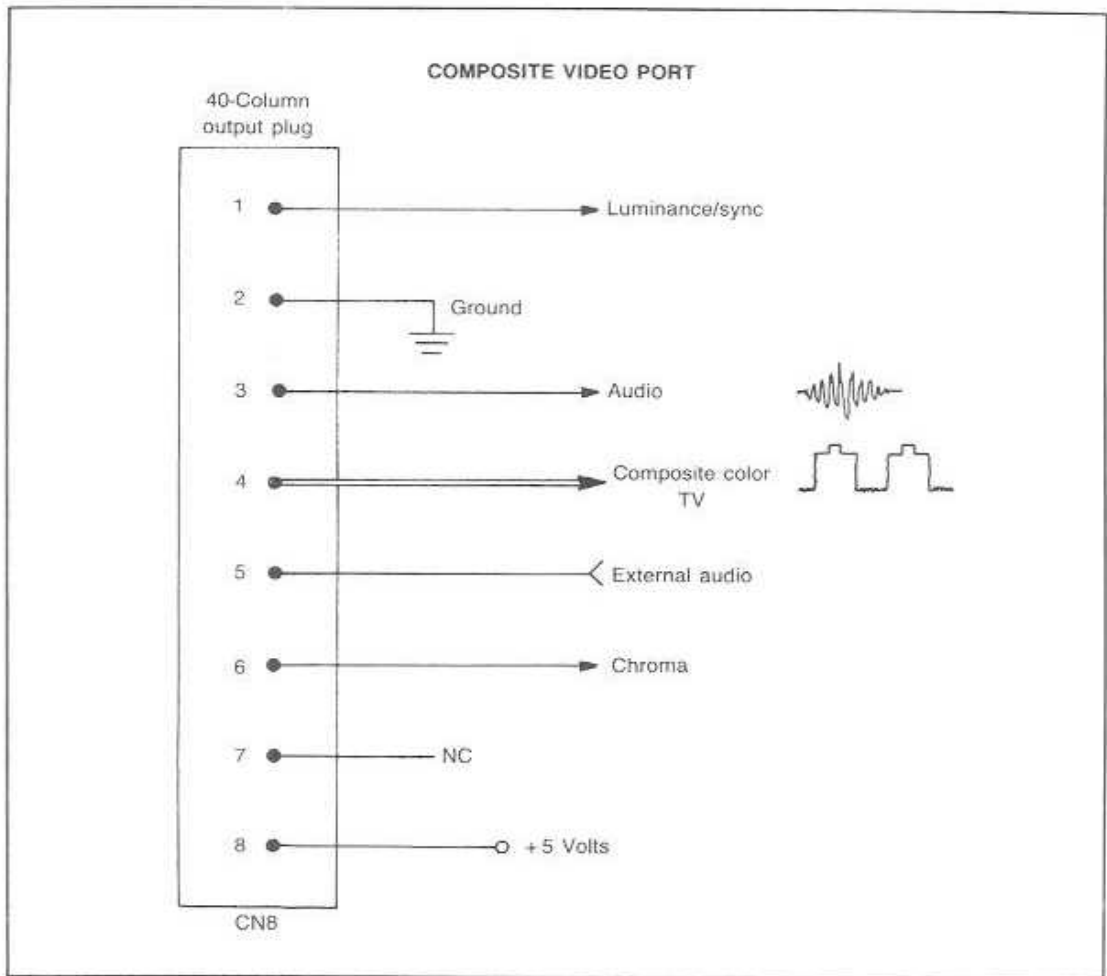 COMPOSITE VIDEO PORT
40-Column
output plug
1 Luminance/sync
2 Ground
3 Audio
4 Composite color
TV
5 External audio
6 Chroma
7 NC
8 +5 Volts
CN8